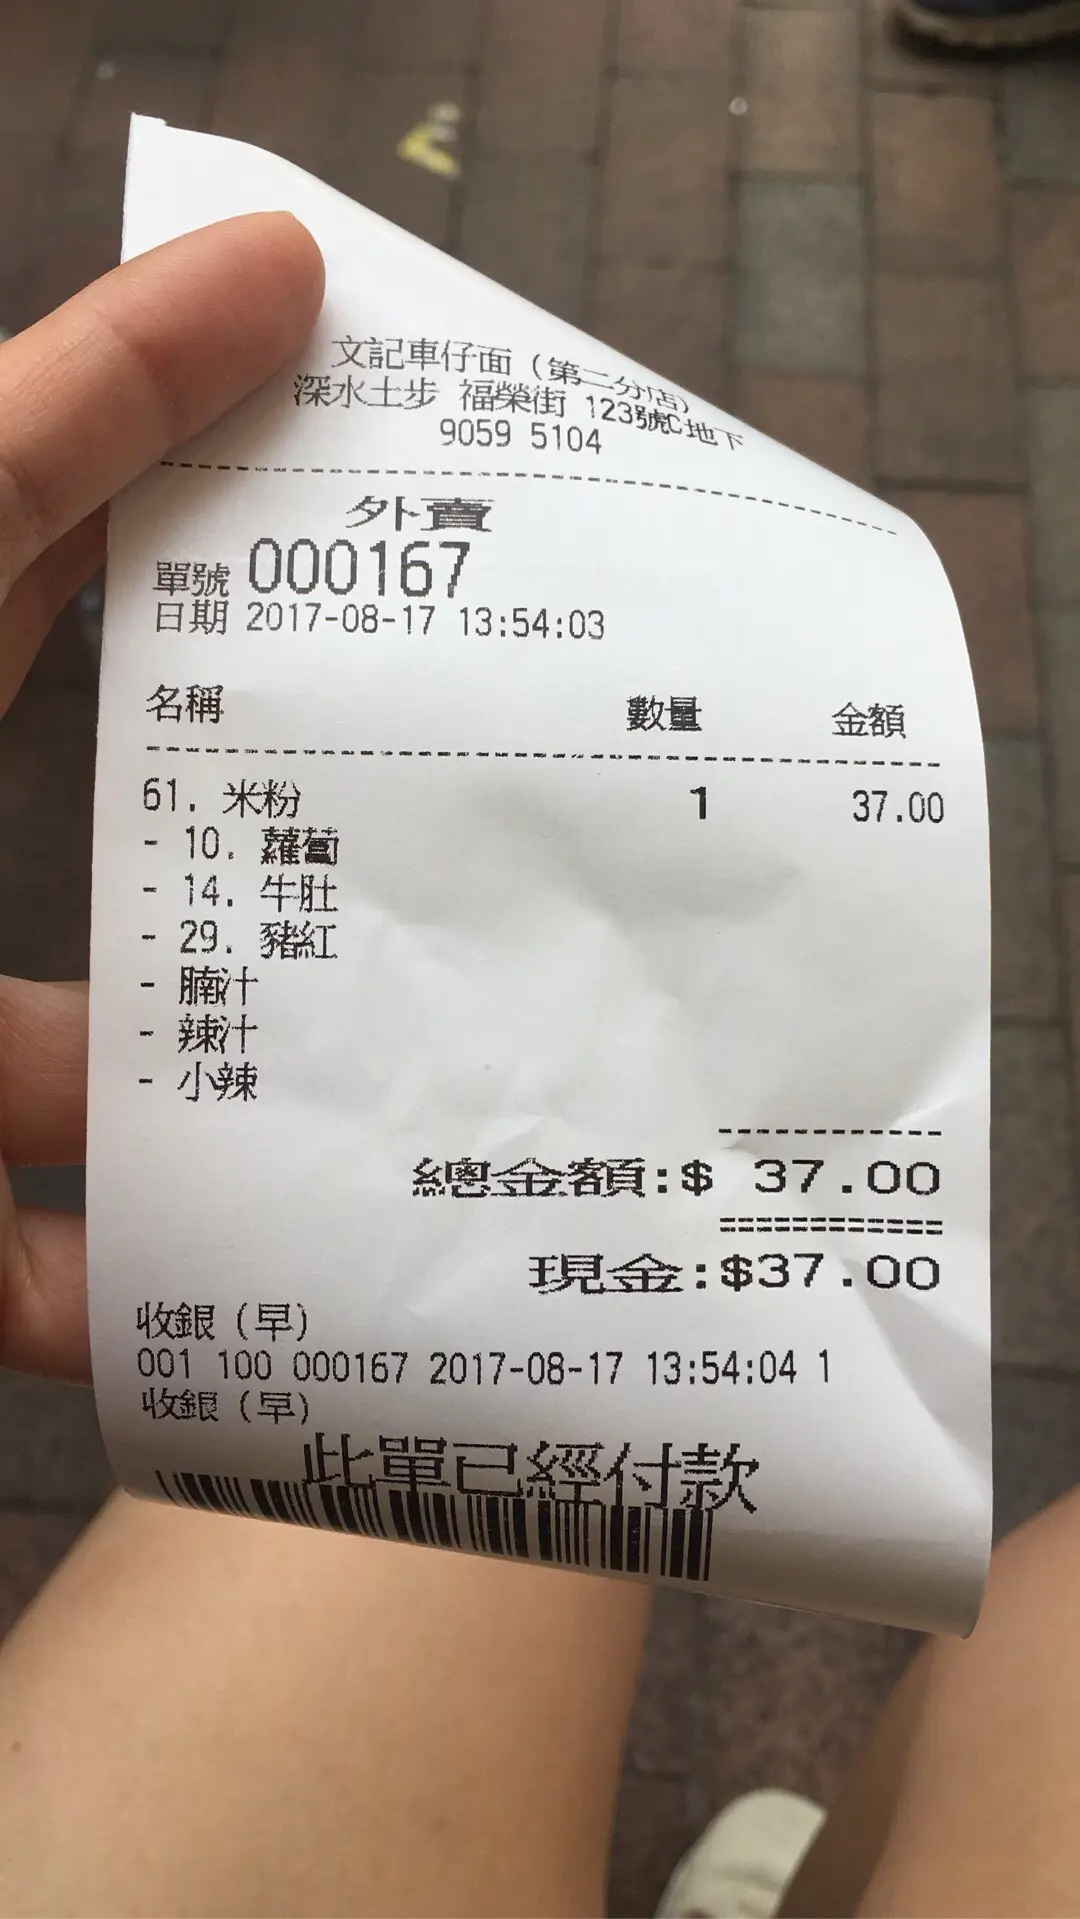 文記車仔面 (第二分店)
深水土步 福榮街 123號C地下
9059 5104
外賣
單號 000167
日期 2017-08-17 13:54:03
名稱 數量 金額
61. 米粉 1 37.00
- 10. 蘿蔔
- 14. 牛肚
- 29. 豬紅
- 腩汁
- 辣汁
- 小辣
總金額:$ 37.00
現金:$37.00
收銀 (早)
001 100 000167 2017-08-17 13:54:04 1
收銀 (早)
此單已經付款